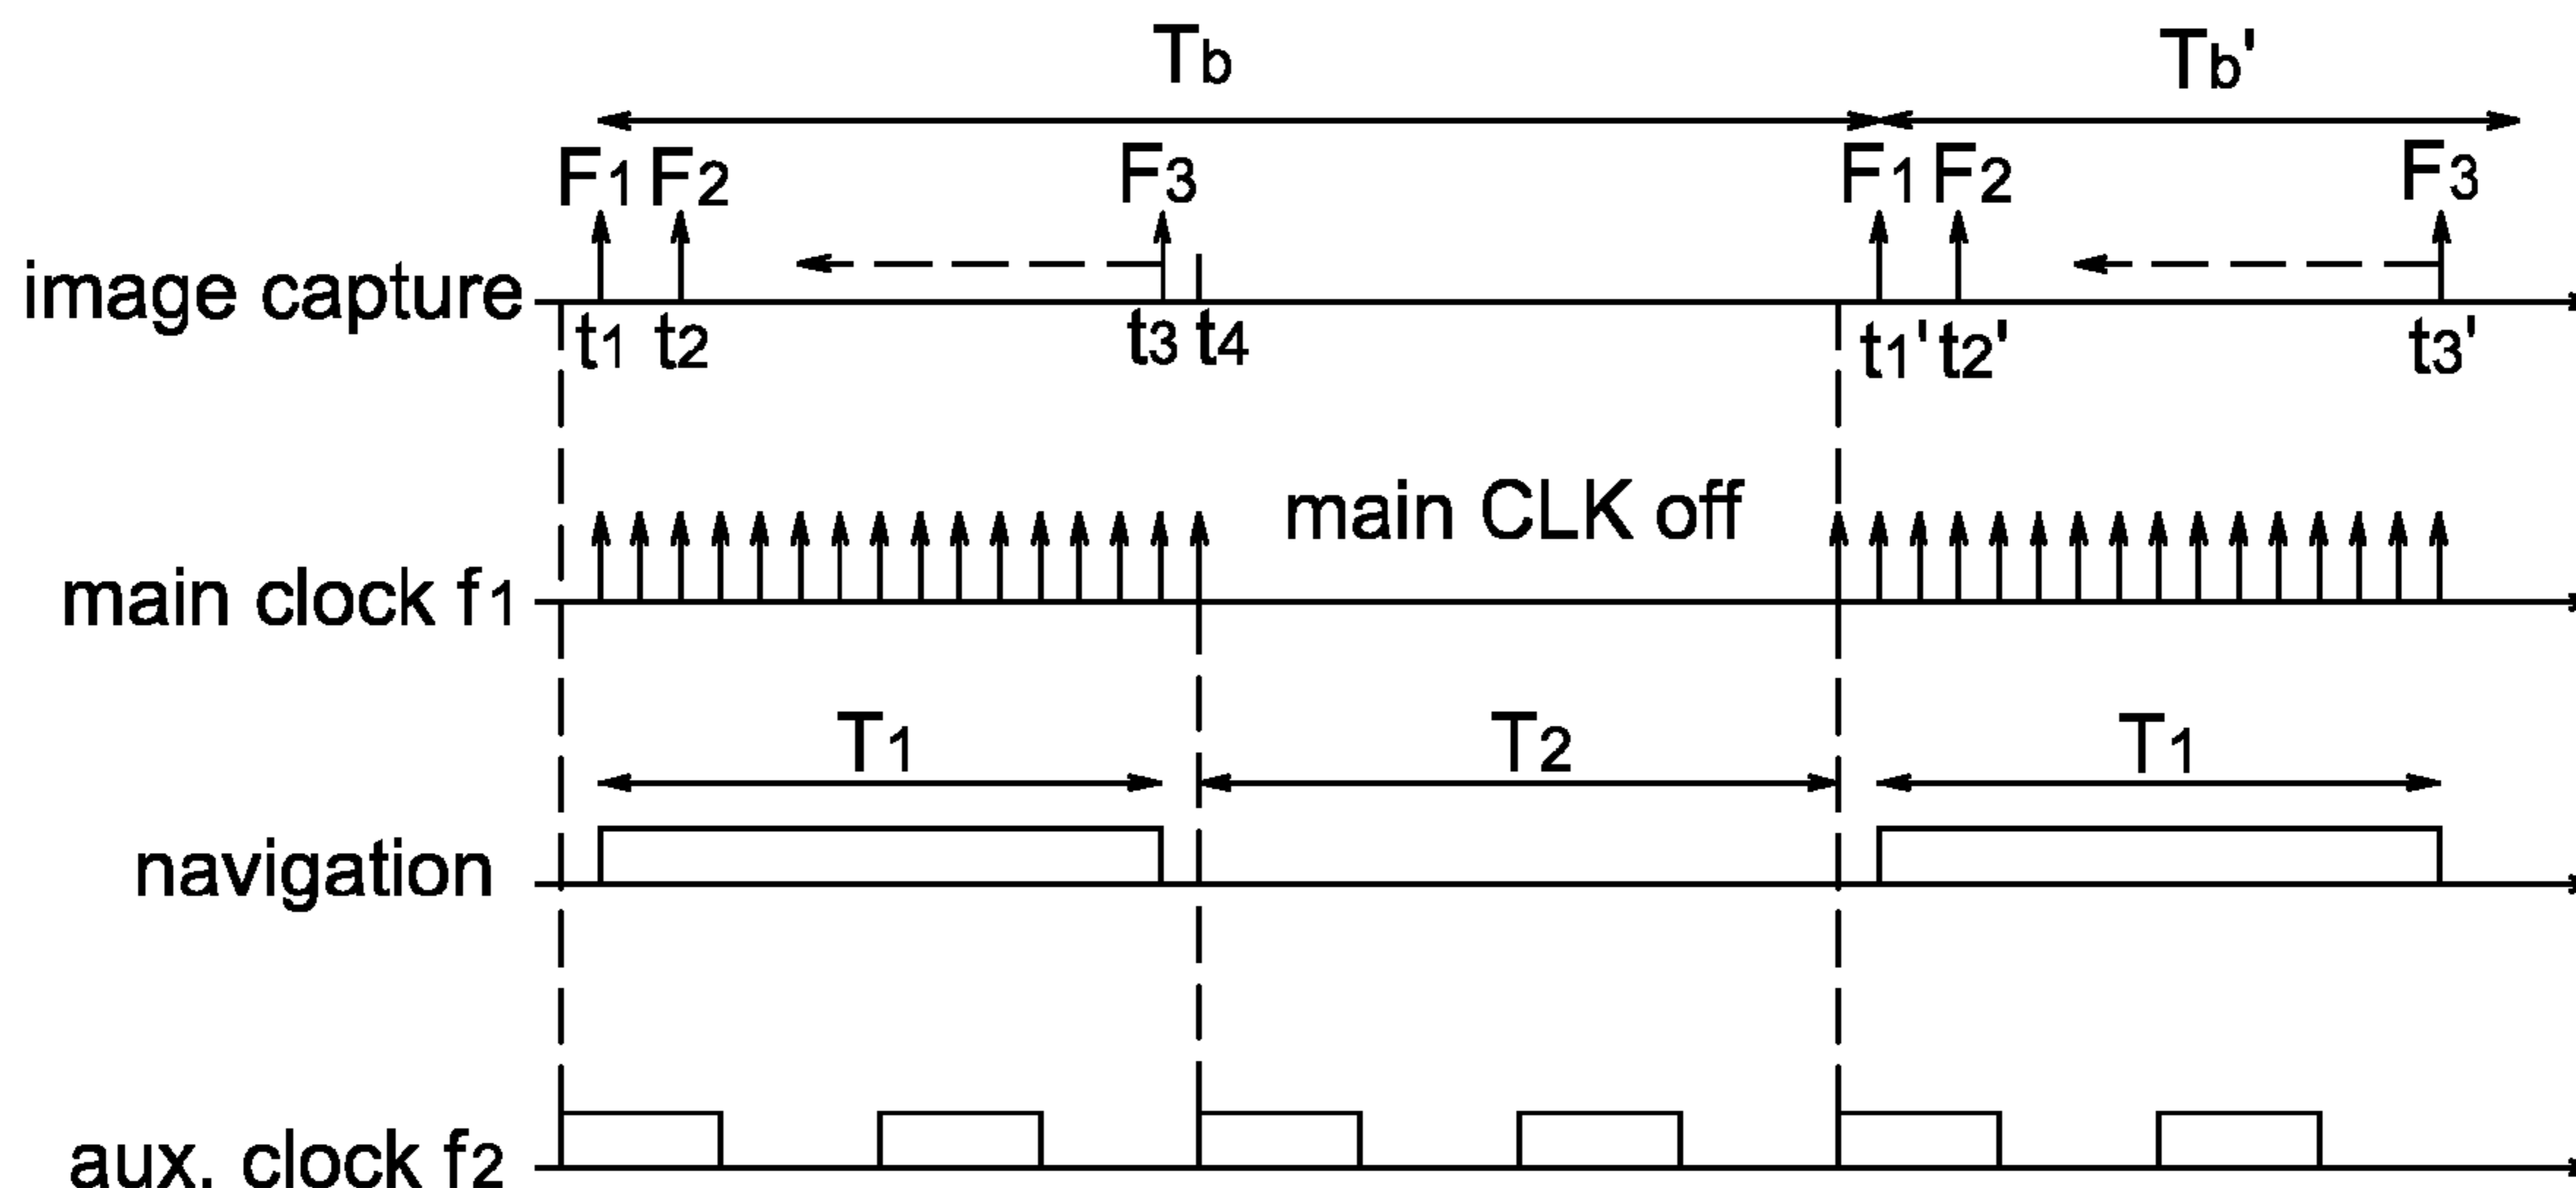 Tb Tb'
F1 F2 F3 F1 F2 F3
image capture
t1 t2 t3 t4 t1' t2' t3'
main CLK off
main clock f1
T1 T2 T1
navigation
aux. clock f2